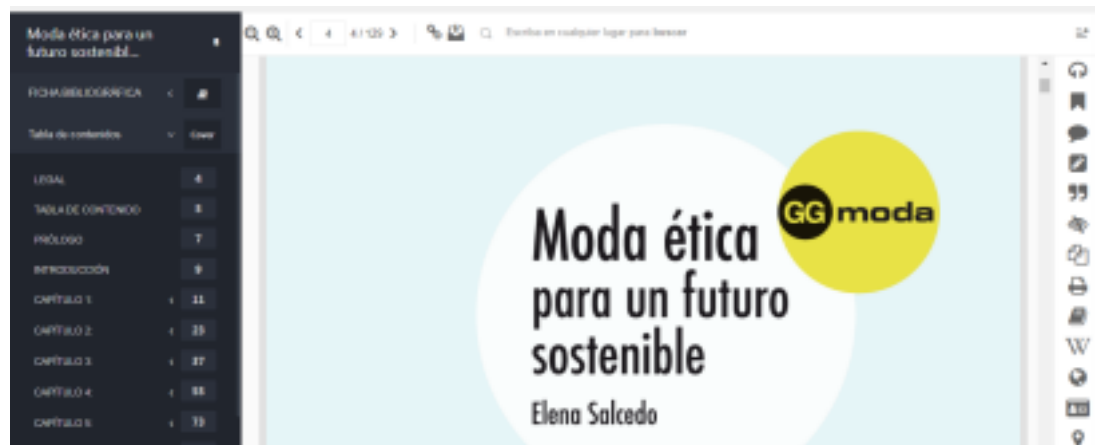 Moda ética para un
futuro sostenibl...
FICHA BIBLIOGRÁFICA
Tabla de contenidos
Cover
LEGAL 4
TABLA DE CONTENIDO
PRÓLOGO 7
INTRODUCCIÓN 9
CAPÍTULO 1: 11
CAPÍTULO 2: 23
CAPÍTULO 3: 37
CAPÍTULO 4:
CAPÍTULO 5: 73
4 4 / 129
Escriba en cualquier lugar para buscar
GG moda
Moda ética
para un futuro
sostenible
Elena Salcedo
W